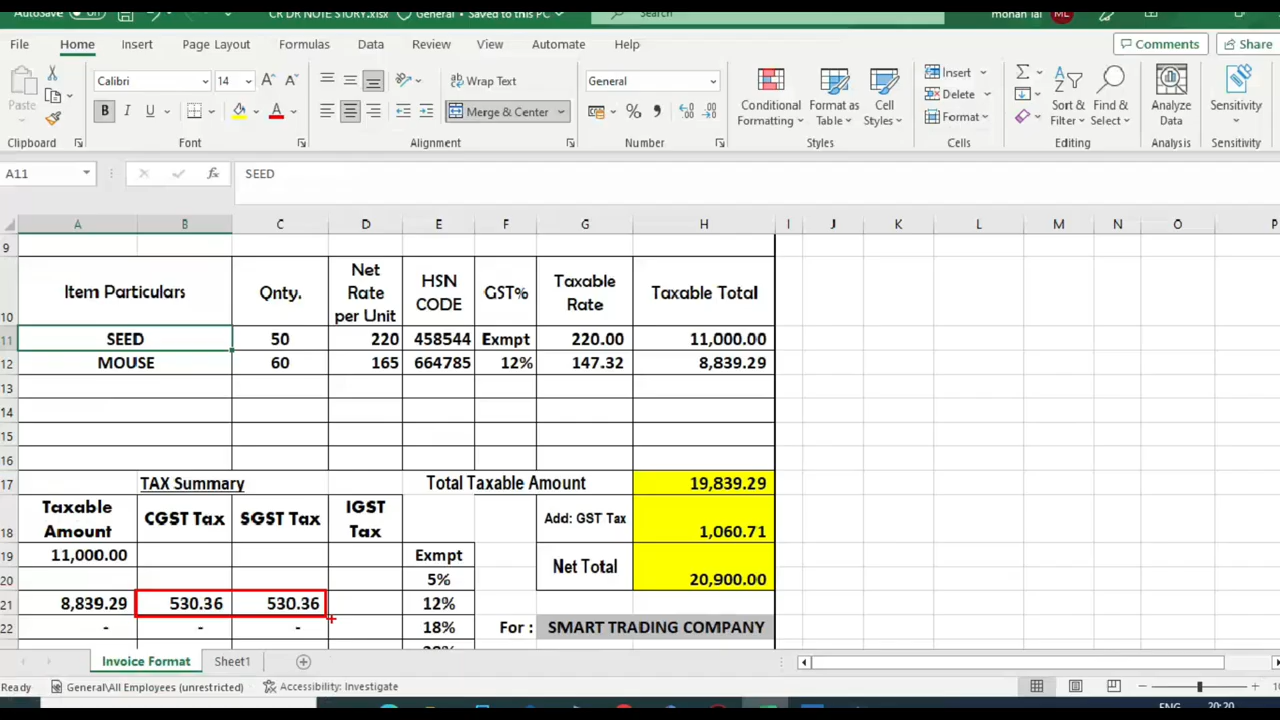 AutoSave
CR DR NOTE STORY.xlsx
General • Saved to this PC
Search
mohan lal ML
File Home Insert Page Layout Formulas Data Review View Automate Help
Comments Share
Paste
Calibri 14
Wrap Text
General
Merge & Center
Conditional Formatting
Format as Table
Cell Styles
Insert
Delete
Format
Sort & Filter
Find & Select
Analyze Data
Sensitivity
Clipboard Font Alignment Number Styles Cells Editing Analysis Sensitivity
A11 fx SEED
A B C D E F G H I J K L M N O P
9
10 Item Particulars Qnty. Net Rate per Unit HSN CODE GST% Taxable Rate Taxable Total
11 SEED 50 220 458544 Exmpt 220.00 11,000.00
12 MOUSE 60 165 664785 12% 147.32 8,839.29
13
14
15
16
17 TAX Summary Total Taxable Amount 19,839.29
18 Taxable Amount CGST Tax SGST Tax IGST Tax Add: GST Tax 1,060.71
19 11,000.00 Exmpt Net Total
20 5% 20,900.00
21 8,839.29 530.36 530.36 12%
22 - - - 18% For : SMART TRADING COMPANY
Invoice Format Sheet1
Ready General\All Employees (unrestricted) Accessibility: Investigate
ENG 20:20